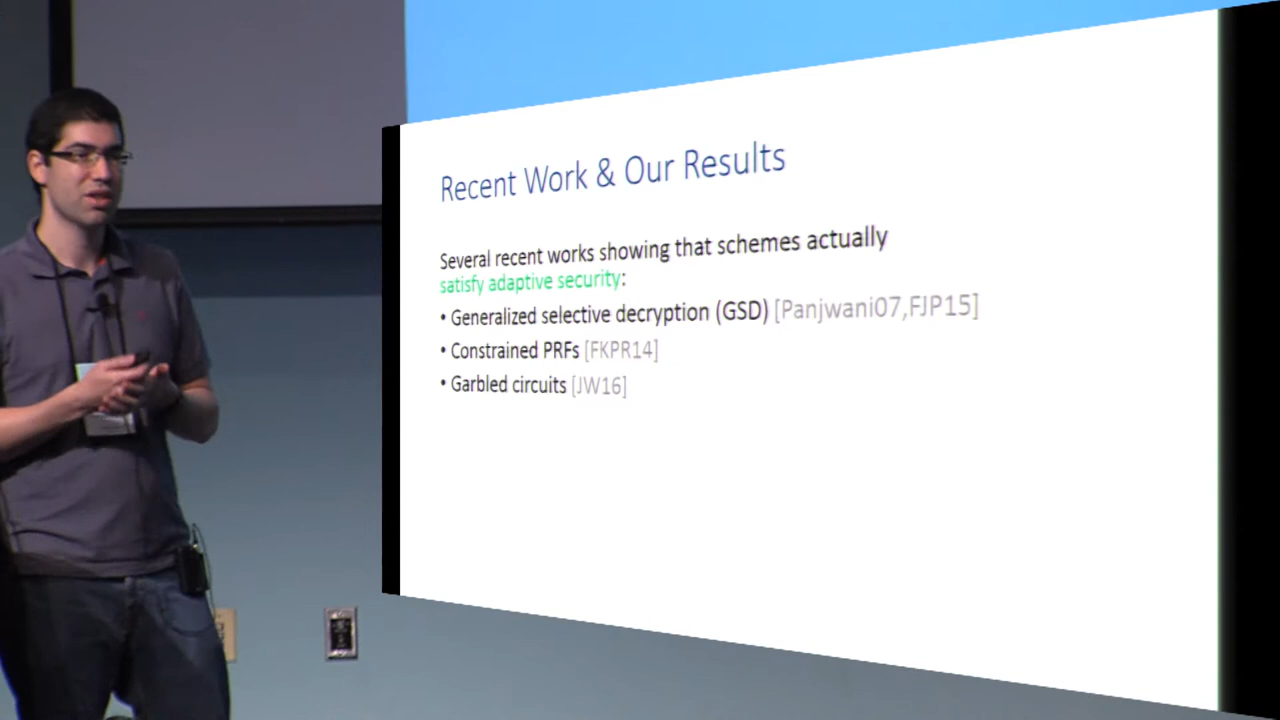 Recent Work & Our Results
Several recent works showing that schemes actually
satisfy adaptive security:
• Generalized selective decryption (GSD) [Panjwani07,FJP15]
• Constrained PRFs [FKPR14]
• Garbled circuits [JW16]